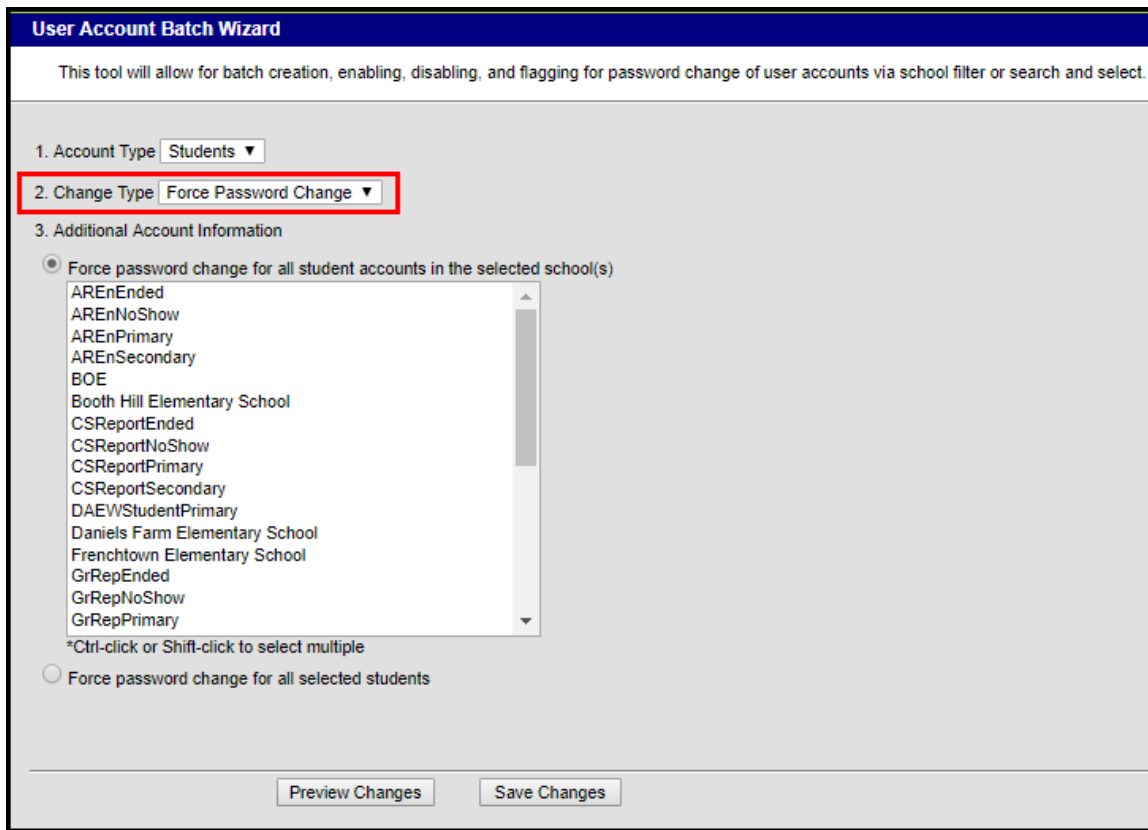 User Account Batch Wizard
This tool will allow for batch creation, enabling, disabling, and flagging for password change of user accounts via school filter or search and select.
1. Account Type Students ▼
2. Change Type Force Password Change ▼
3. Additional Account Information
Force password change for all student accounts in the selected school(s)
AREnEnded
AREnNoShow
AREnPrimary
AREnSecondary
BOE
Booth Hill Elementary School
CSReportEnded
CSReportNoShow
CSReportPrimary
CSReportSecondary
DAEWStudentPrimary
Daniels Farm Elementary School
Frenchtown Elementary School
GrRepEnded
GrRepNoShow
GrRepPrimary
*Ctrl-click or Shift-click to select multiple
Force password change for all selected students
Preview Changes Save Changes